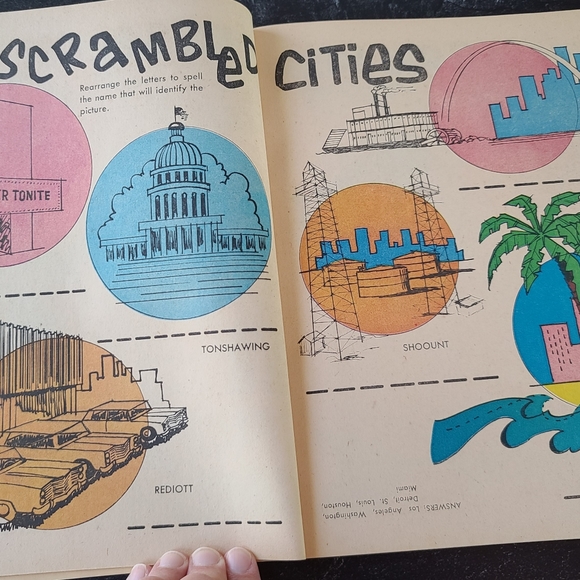 SCRAMBLED CITIES
Rearrange the letters to spell
the name that will identify the
picture.
R TONITE
TONSHAWING
REDIOTT
SHOOUNT
ANSWERS: Los Angeles, Washington,
Detroit, St. Louis, Houston,
Miami